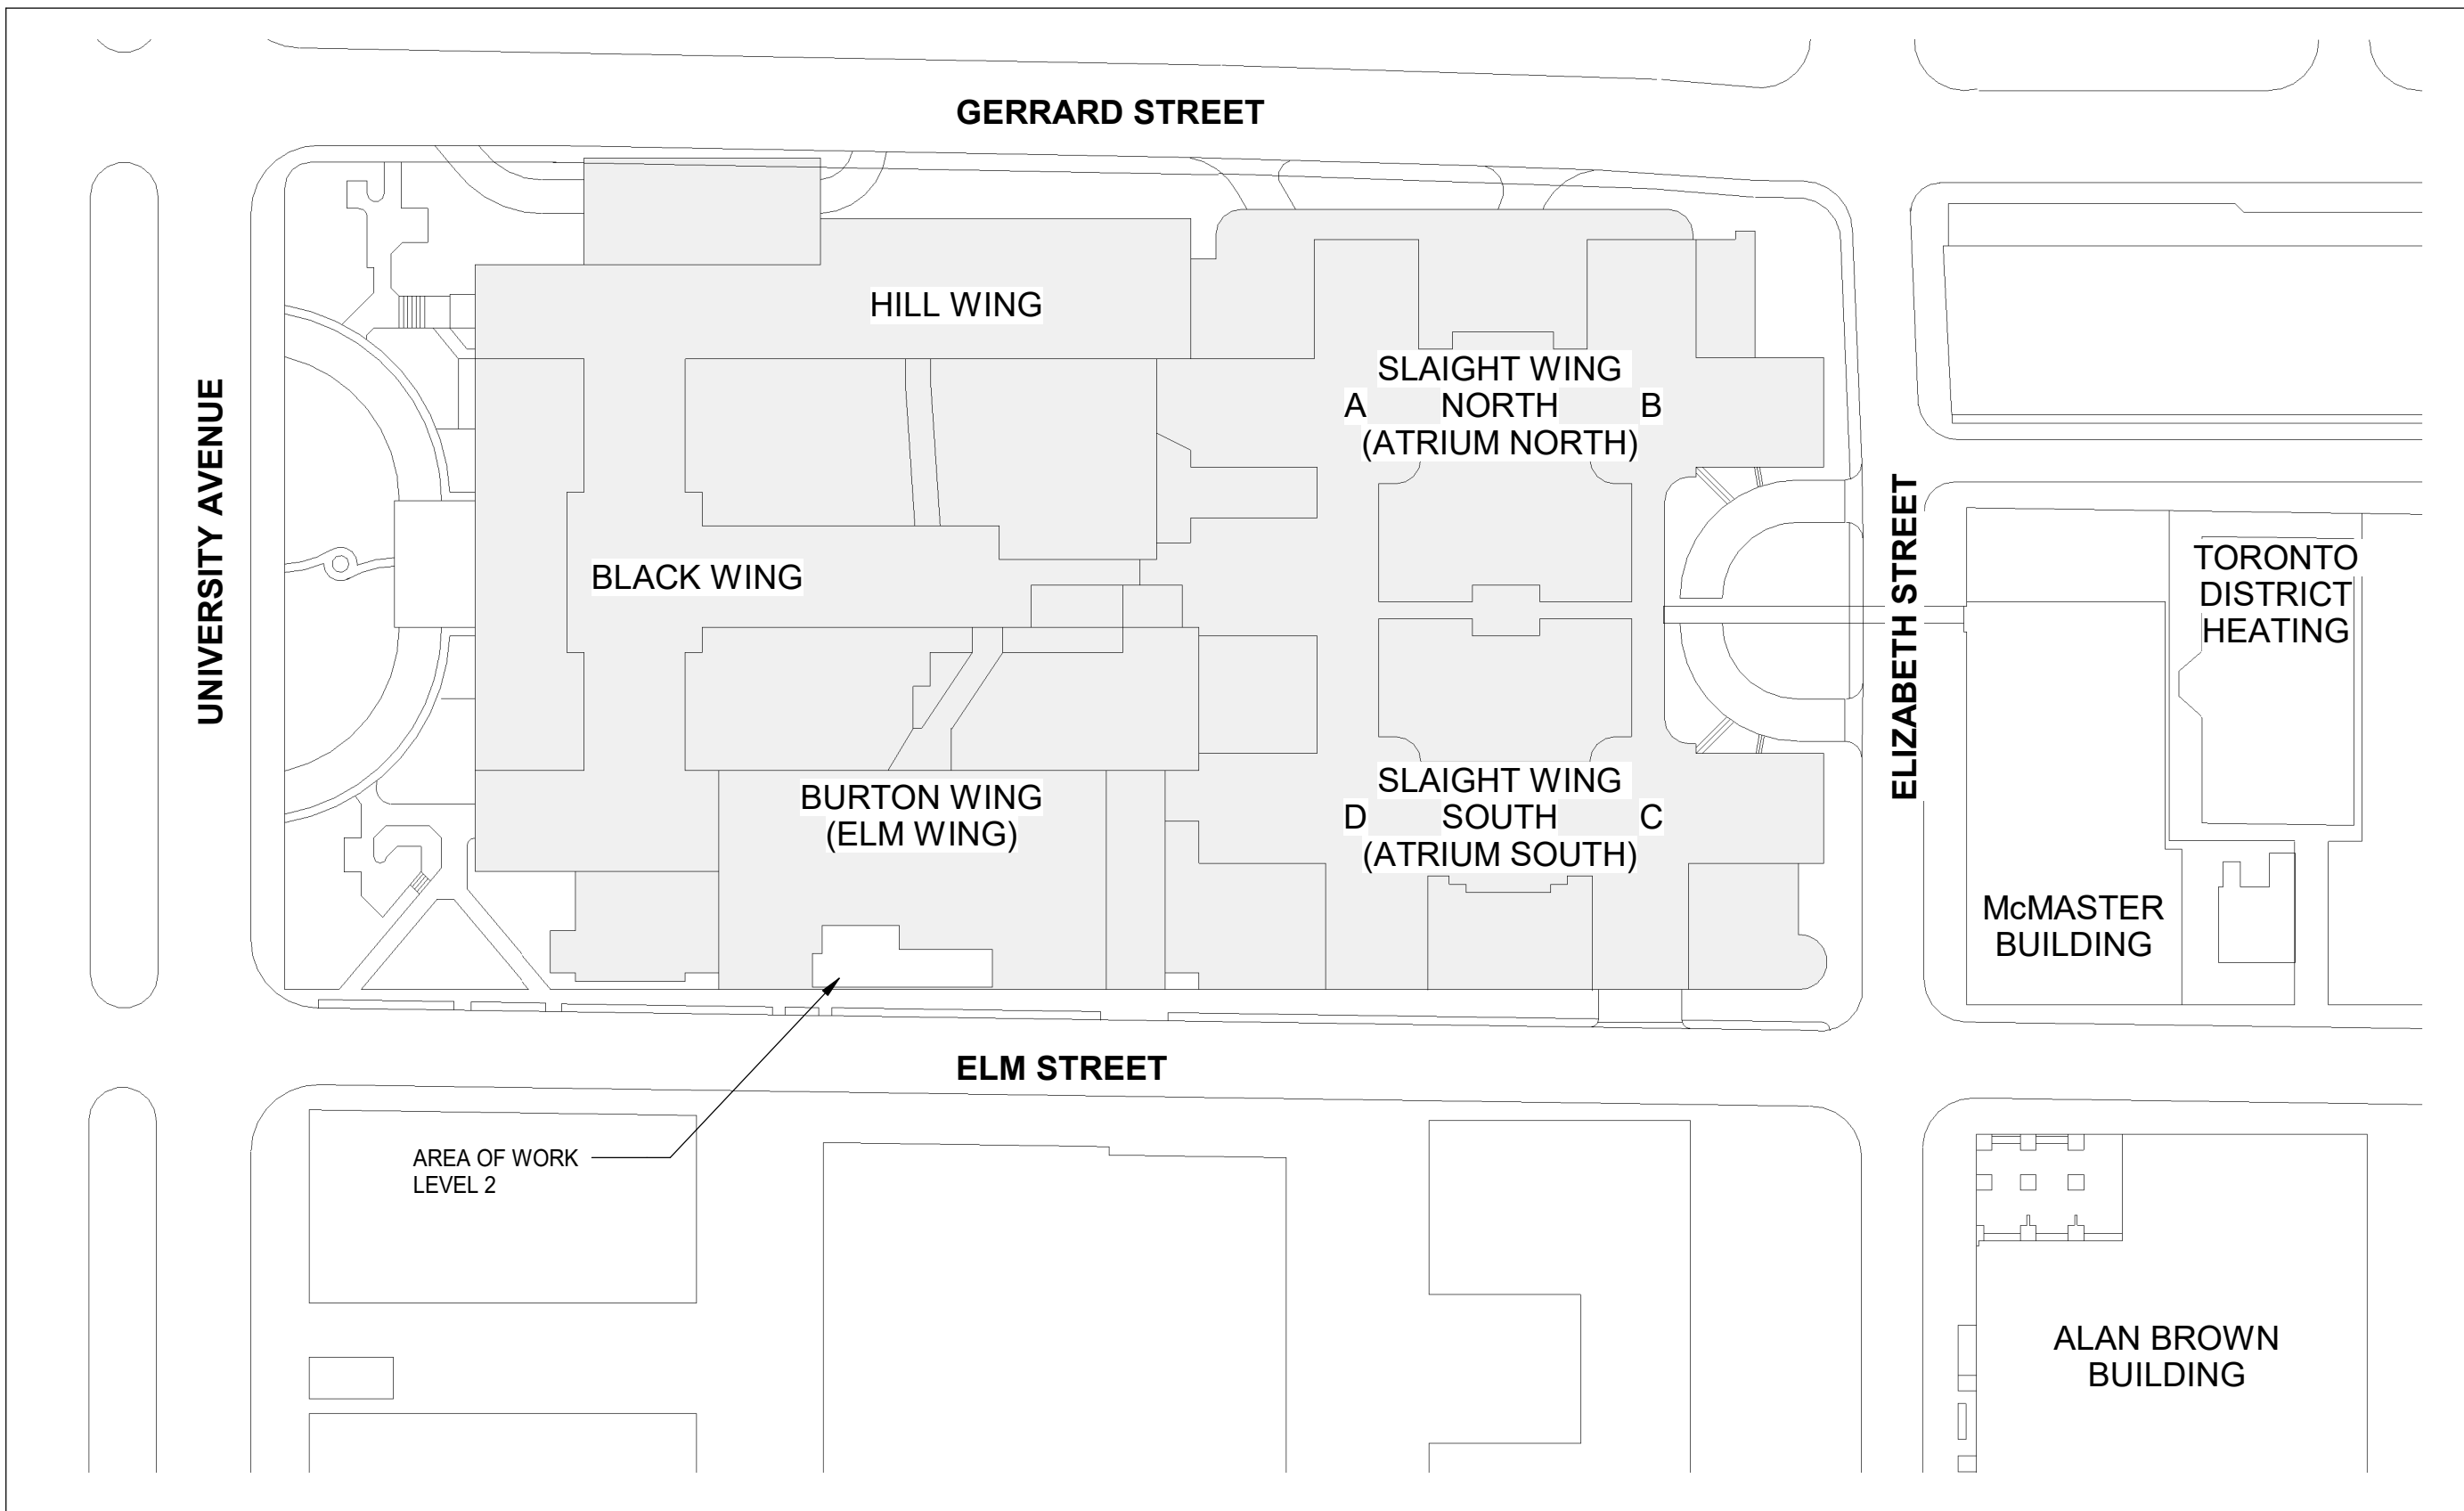 GERRARD STREET
HILL WING
SLAIGHT WING
A NORTH B
(ATRIUM NORTH)
UNIVERSITY AVENUE
BLACK WING
ELIZABETH STREET
TORONTO
DISTRICT
HEATING
BURTON WING
(ELM WING)
SLAIGHT WING
D SOUTH C
(ATRIUM SOUTH)
McMASTER
BUILDING
ELM STREET
AREA OF WORK
LEVEL 2
ALAN BROWN
BUILDING